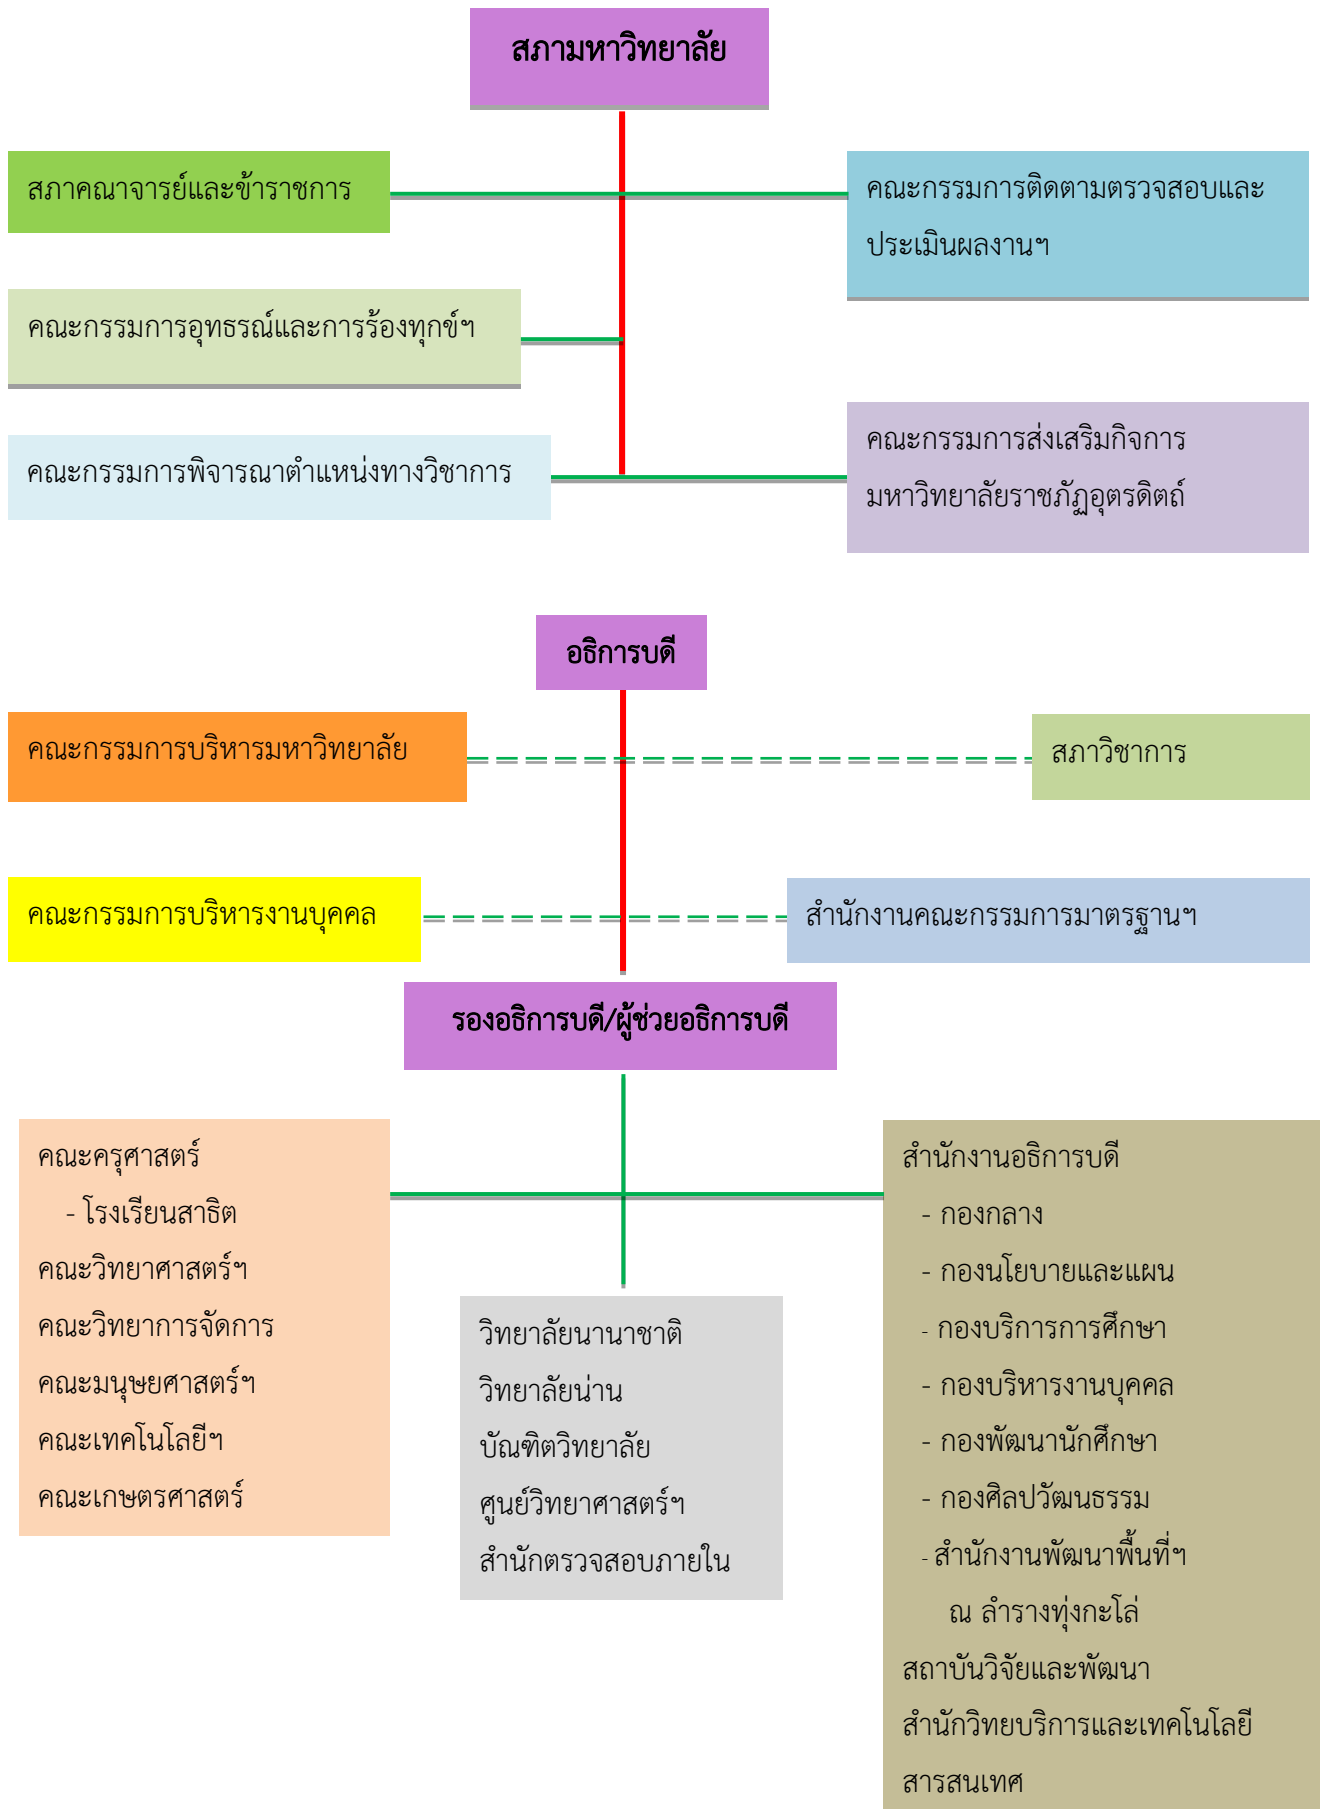 สภามหาวิทยาลัย
สภาคณาจารย์และข้าราชการ
คณะกรรมการติดตามตรวจสอบและ
ประเมินผลงานฯ
คณะกรรมการอุทธรณ์และการร้องทุกข์ฯ
คณะกรรมการพิจารณาตำแหน่งทางวิชาการ
คณะกรรมการส่งเสริมกิจการ
มหาวิทยาลัยราชภัฏอุตรดิตถ์
อธิการบดี
คณะกรรมการบริหารมหาวิทยาลัย
สภาวิชาการ
คณะกรรมการบริหารงานบุคคล
สำนักงานคณะกรรมการมาตรฐานฯ
รองอธิการบดี/ผู้ช่วยอธิการบดี
คณะครุศาสตร์
- โรงเรียนสาธิต
คณะวิทยาศาสตร์ฯ
คณะวิทยาการจัดการ
คณะมนุษยศาสตร์ฯ
คณะเทคโนโลยีฯ
คณะเกษตรศาสตร์
วิทยาลัยนานาชาติ
วิทยาลัยน่าน
บัณฑิตวิทยาลัย
ศูนย์วิทยาศาสตร์ฯ
สำนักตรวจสอบภายใน
สำนักงานอธิการบดี
- กองกลาง
- กองนโยบายและแผน
- กองบริการการศึกษา
- กองบริหารงานบุคคล
- กองพัฒนานักศึกษา
- กองศิลปวัฒนธรรม
- สำนักงานพัฒนาพื้นที่ฯ
ณ ลำรางทุ่งกะโล่
สถาบันวิจัยและพัฒนา
สำนักวิทยบริการและเทคโนโลยี
สารสนเทศ